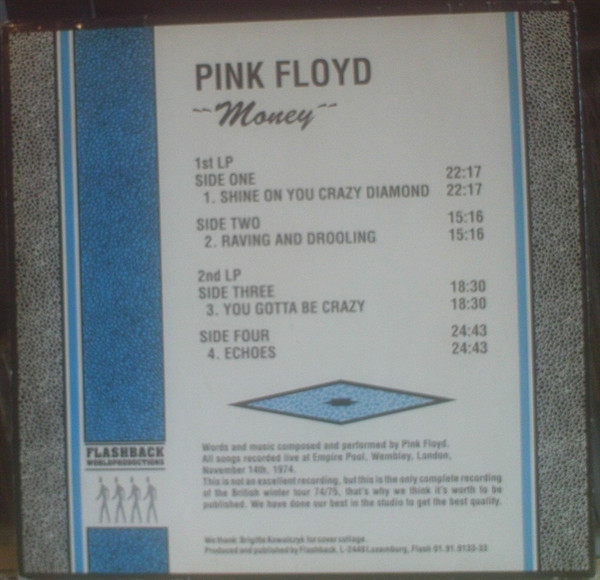 PINK FLOYD
~~Money~~
1st LP
SIDE ONE 22:17
1. SHINE ON YOU CRAZY DIAMOND 22:17
SIDE TWO 15:16
2. RAVING AND DROOLING 15:16
2nd LP
SIDE THREE 18:30
3. YOU GOTTA BE CRAZY 18:30
SIDE FOUR 24:43
4. ECHOES 24:43
FLASHBACK
WORLDPRODUCTIONS
Words and music composed and performed by Pink Floyd.
All songs recorded live at Empire Pool, Wembley, London,
November 14th, 1974.
This is not an excellent recording, but this is the only complete recording
of the British winter tour 74/75, that's why we think it's worth to be
published. We have done our best in the studio to get the best quality.
We thank Brigitte Kowalczyk for cover collage.
Produced and published by Flashback, L-2449 Luxemburg, Flash 01.91.0133-33